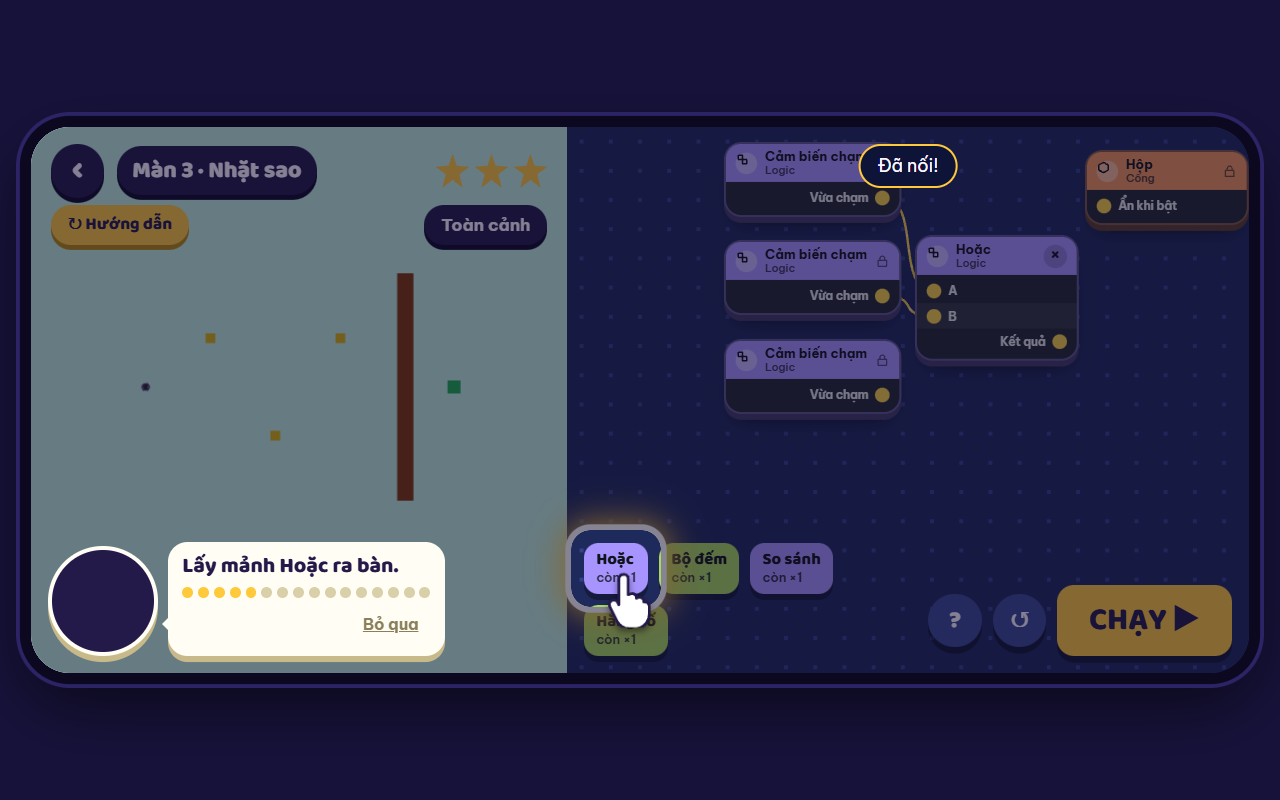 Màn 3 • Nhặt sao
↻ Hướng dẫn
Toàn cảnh
Lấy mảnh Hoặc ra bàn.
Bỏ qua
Cảm biến chạm
Logic
Vừa chạm
Đã nối!
Cảm biến chạm
Logic
Vừa chạm
Cảm biến chạm
Logic
Vừa chạm
Hoặc
Logic
A
B
Kết quả
Hộp
Cổng
Ẩn khi bật
Hoặc
còn ×1
Bộ đếm
còn ×1
So sánh
còn ×1
còn ×1
?
CHẠY